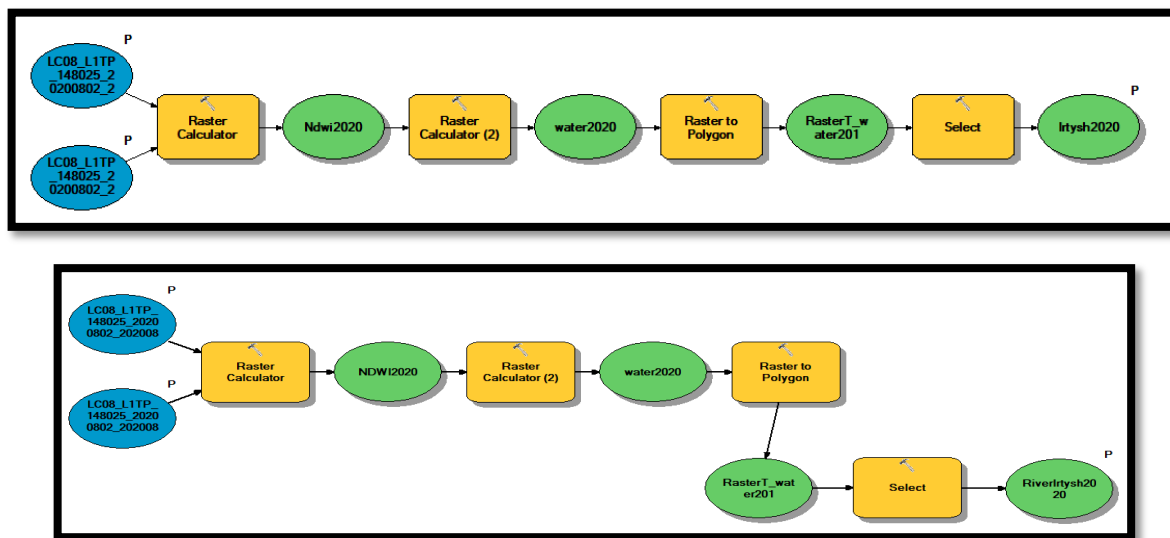 P
LC08_L1TP
_148025_2
0200802_2
P
LC08_L1TP
_148025_2
0200802_2
Raster
Calculator
Ndwi2020
Raster
Calculator (2)
water2020
Raster to
Polygon
RasterT_w
ater201
Select
P
Irtysh2020
P
LC08_L1TP_
148025_2020
0802_202008
P
LC08_L1TP_
148025_2020
0802_202008
Raster
Calculator
NDWI2020
Raster
Calculator (2)
water2020
Raster to
Polygon
RasterT_wat
er201
Select
P
RiverIrtysh20
20